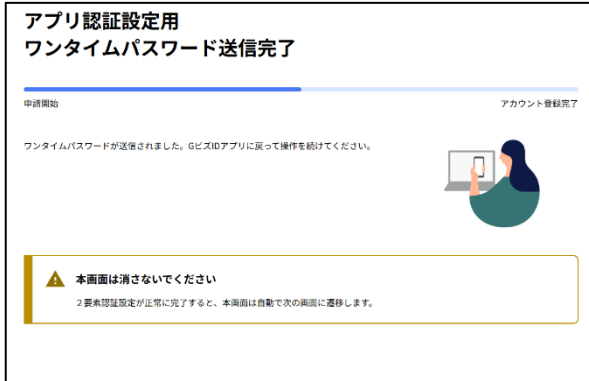 アプリ認証設定用
ワンタイムパスワード送信完了
申請開始
アカウント登録完了
ワンタイムパスワードが送信されました。GビズIDアプリに戻って操作を続けてください。
本画面は消さないでください
２要素認証設定が正常に完了すると、本画面は自動で次の画面に遷移します。